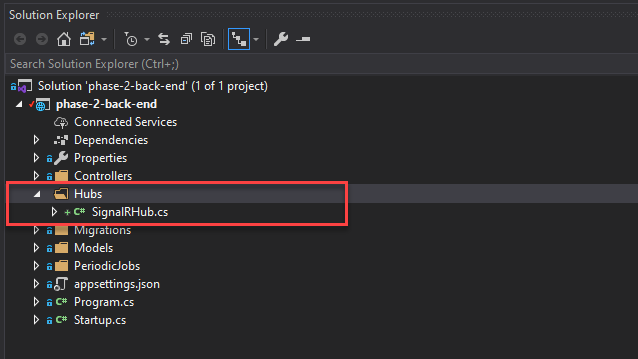 Solution Explorer
Search Solution Explorer (Ctrl+;)
Solution 'phase-2-back-end' (1 of 1 project)
phase-2-back-end
Connected Services
Dependencies
Properties
Controllers
Hubs
C# SignalRHub.cs
Migrations
Models
PeriodicJobs
appsettings.json
C# Program.cs
C# Startup.cs